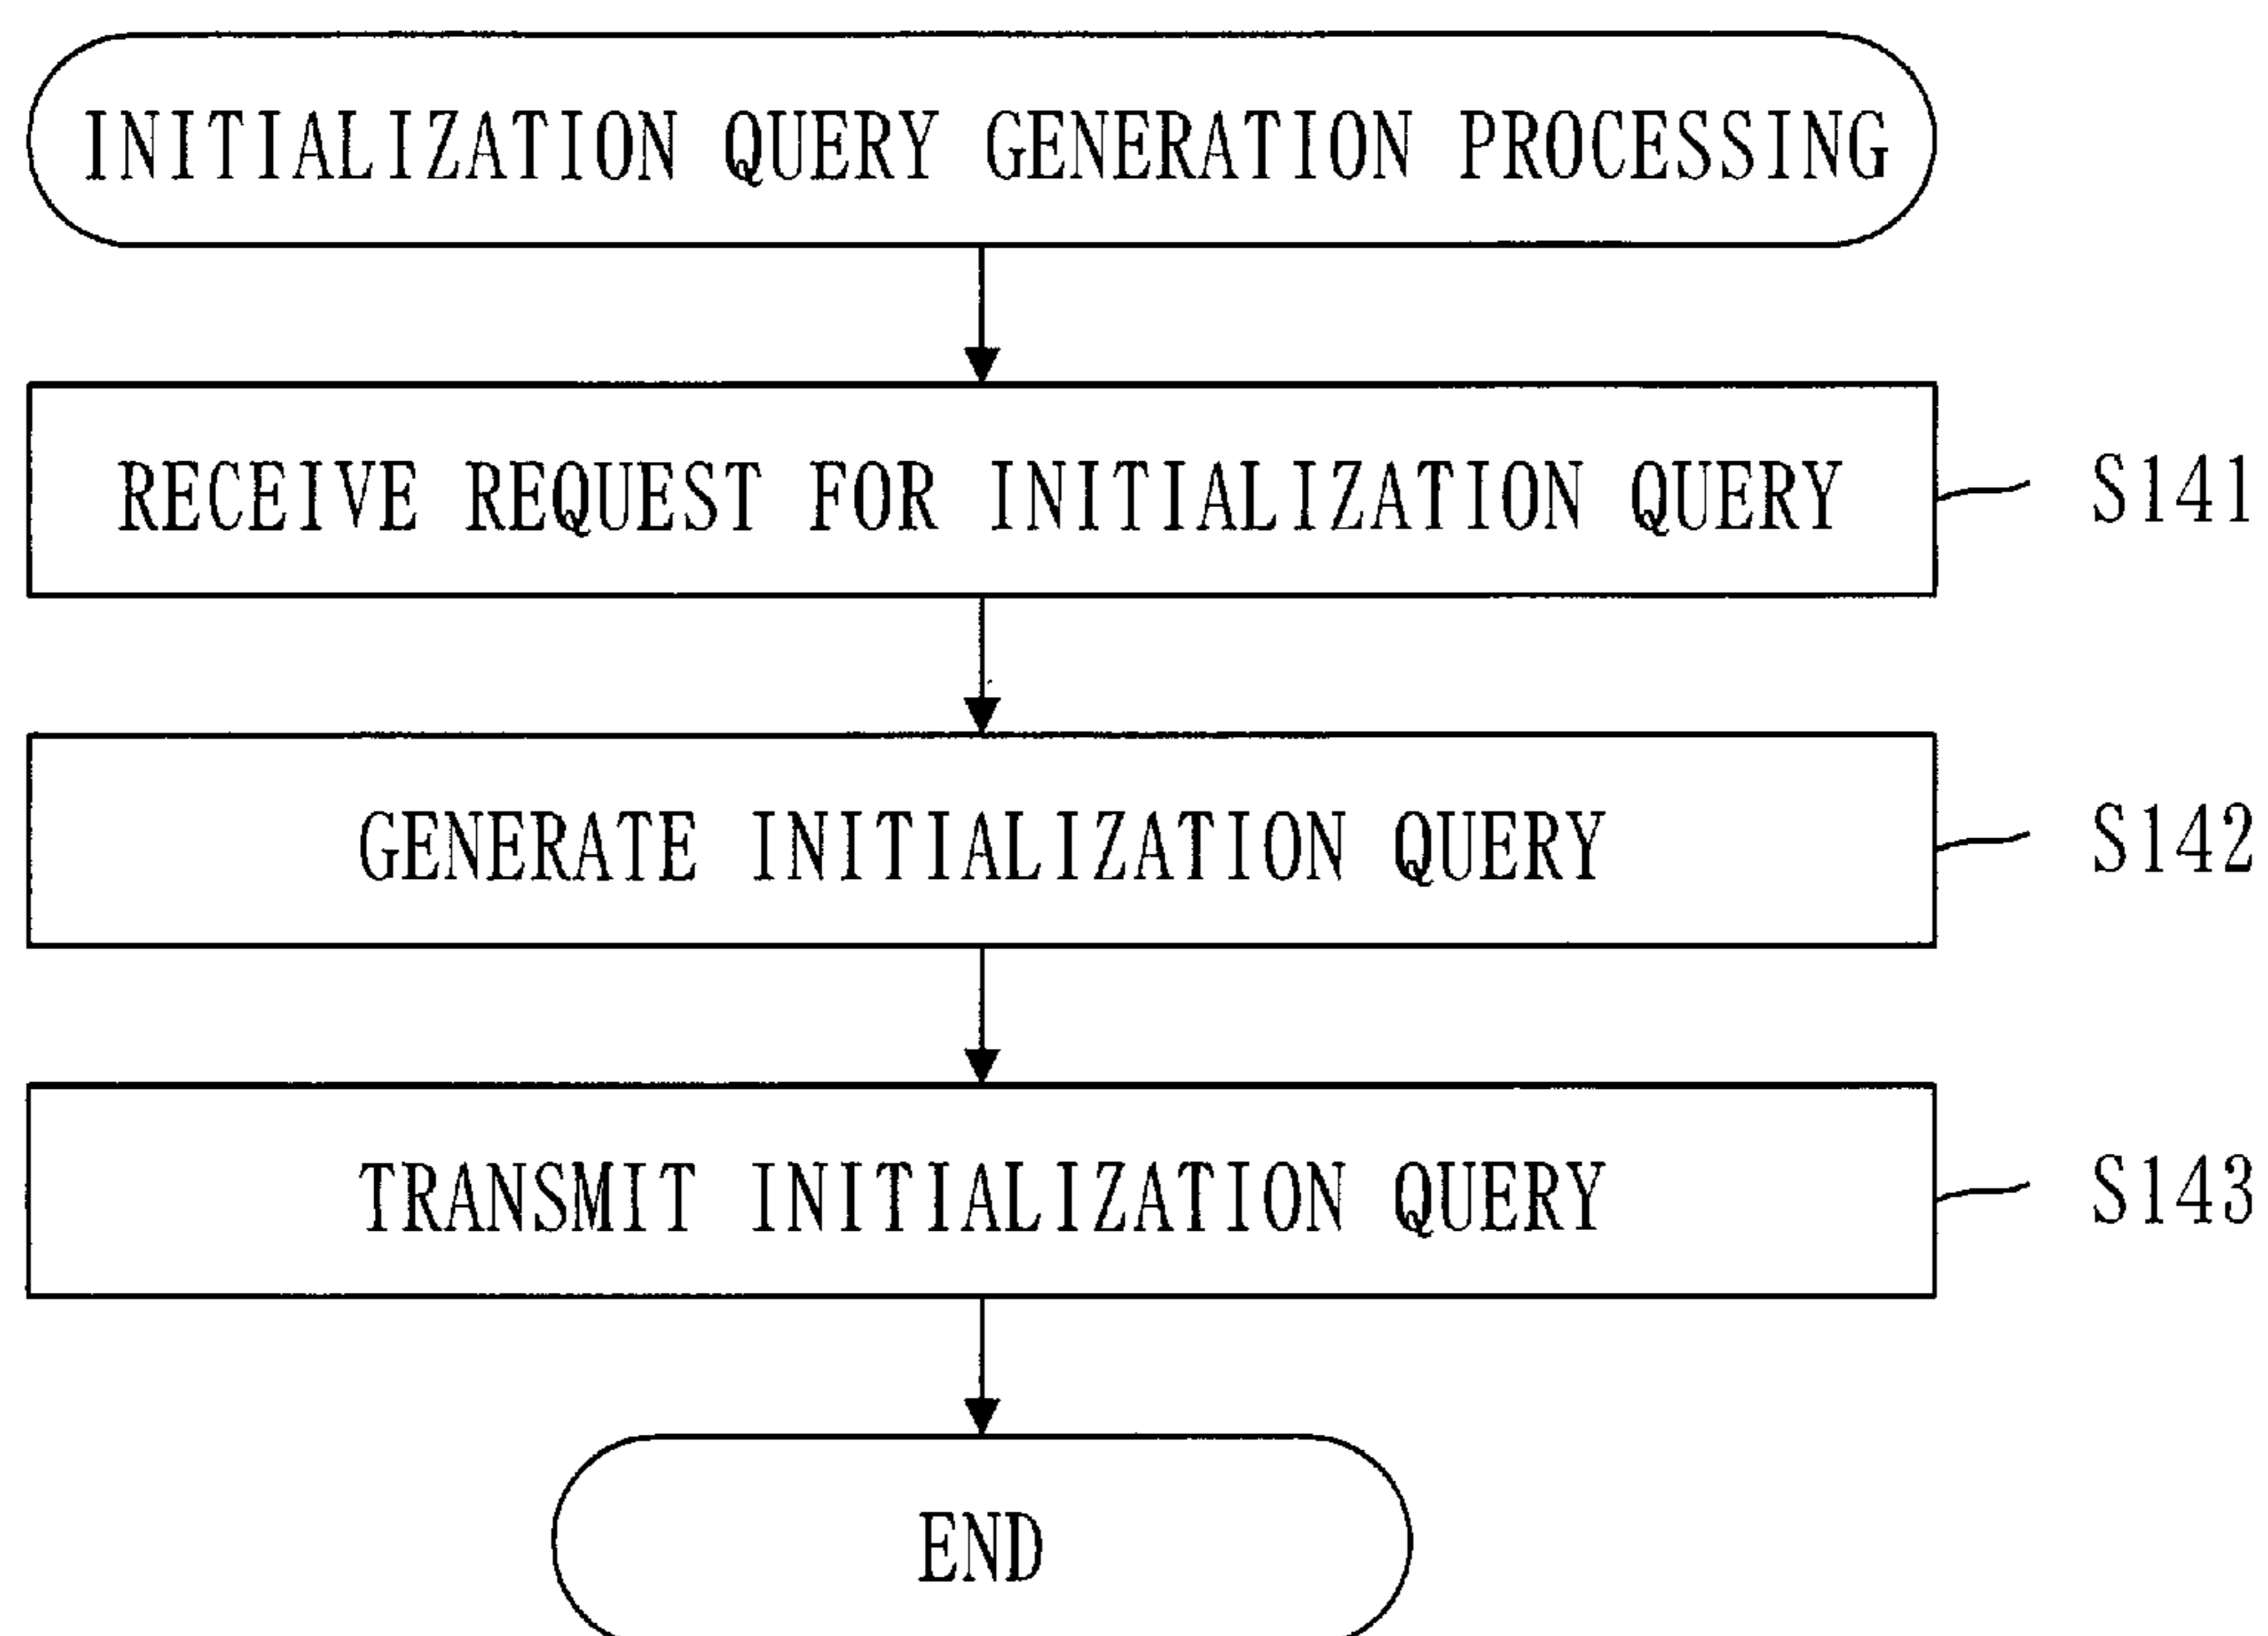 INITIALIZATION QUERY GENERATION PROCESSING
RECEIVE REQUEST FOR INITIALIZATION QUERY
S141
GENERATE INITIALIZATION QUERY
S142
TRANSMIT INITIALIZATION QUERY
S143
END